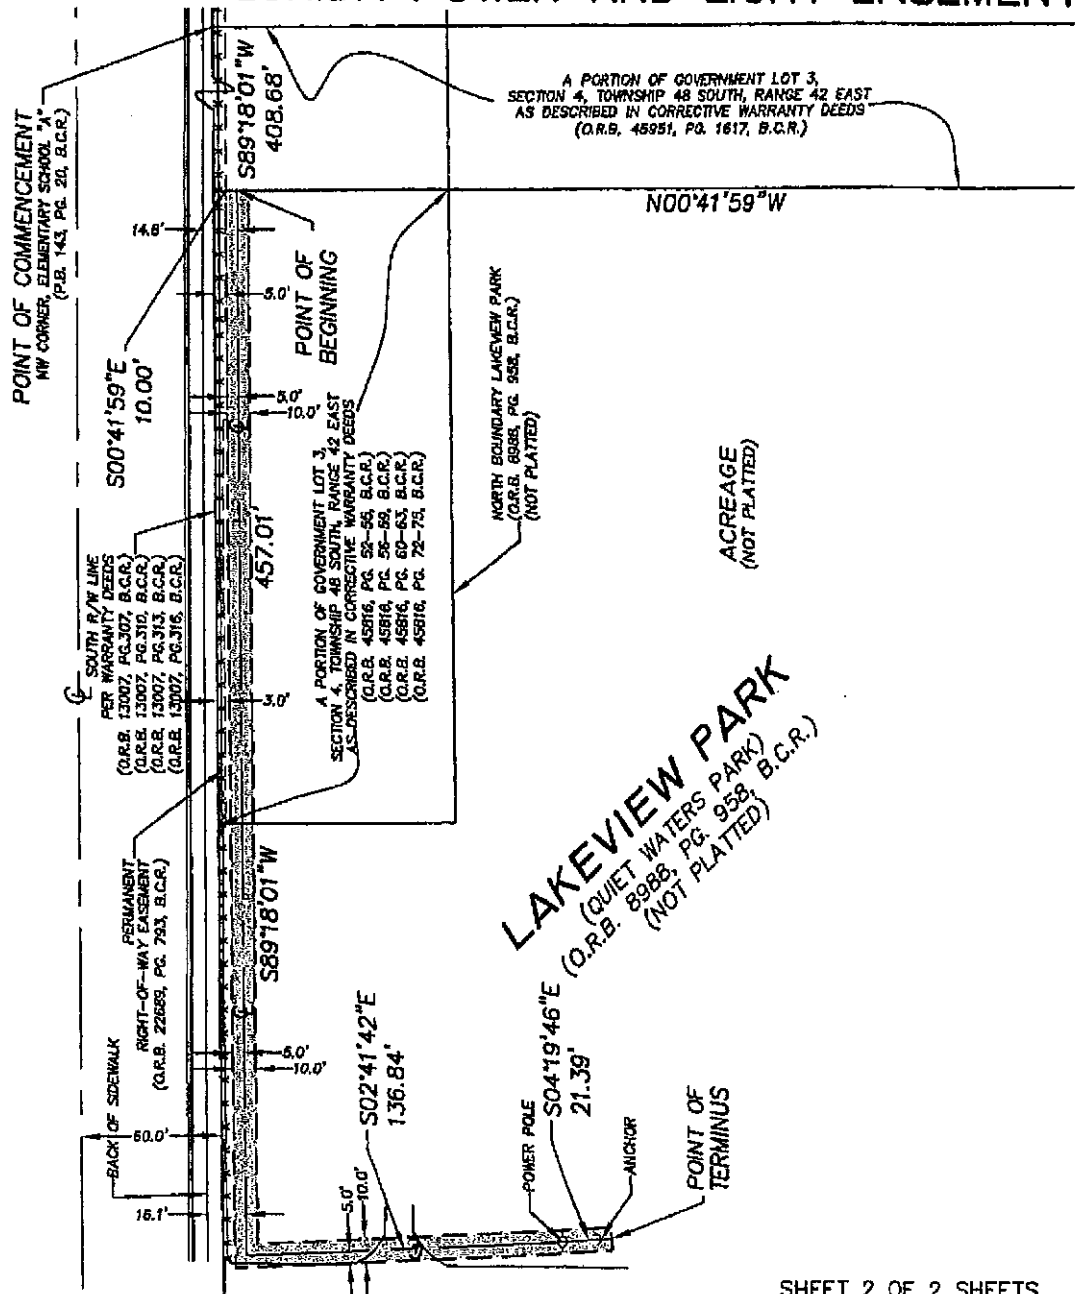 POWER AND LIGHT EASEMENT
POINT OF COMMENCEMENT
NW CORNER, ELEMENTARY SCHOOL "A"
(P.B. 143, PG. 20, B.C.R.)
S89°18'01"W
408.68'
A PORTION OF GOVERNMENT LOT 3,
SECTION 4, TOWNSHIP 48 SOUTH, RANGE 42 EAST
AS DESCRIBED IN CORRECTIVE WARRANTY DEEDS
(O.R.B. 45951, PG. 1617, B.C.R.)
N00°41'59"W
14.8'
5.0'
POINT OF
BEGINNING
S00°41'59"E
10.00'
5.0'
10.0'
NORTH BOUNDARY LAKEVIEW PARK
(O.R.B. 8988, PG. 958, B.C.R.)
(NOT PLATTED)
ACREAGE
(NOT PLATTED)
457.01'
A PORTION OF GOVERNMENT LOT 3,
SECTION 4, TOWNSHIP 48 SOUTH, RANGE 42 EAST
AS DESCRIBED IN CORRECTIVE WARRANTY DEEDS
(O.R.B. 45816, PG. 52-56, B.C.R.)
(O.R.B. 45816, PG. 56-59, B.C.R.)
(O.R.B. 45816, PG. 60-63, B.C.R.)
(O.R.B. 45816, PG. 72-75, B.C.R.)
SOUTH R/W LINE
PER WARRANTY DEEDS
(O.R.B. 13007, PG.307, B.C.R.)
(O.R.B. 13007, PG.310, B.C.R.)
(O.R.B. 13007, PG.313, B.C.R.)
(O.R.B. 13007, PG.316, B.C.R.)
3.0'
PERMANENT
RIGHT-OF-WAY EASEMENT
(O.R.B. 22689, PG. 793, B.C.R.)
S89°18'01"W
LAKEVIEW PARK
(QUIET WATERS PARK)
(O.R.B. 8988, PG. 958, B.C.R.)
(NOT PLATTED)
BACK OF SIDEWALK
5.0'
10.0'
60.0'
16.1'
S02°41'42"E
136.84'
5.0'
10.0'
POWER POLE
S04°19'46"E
21.39'
ANCHOR
POINT OF
TERMINUS
SHEET 2 OF 2 SHEETS